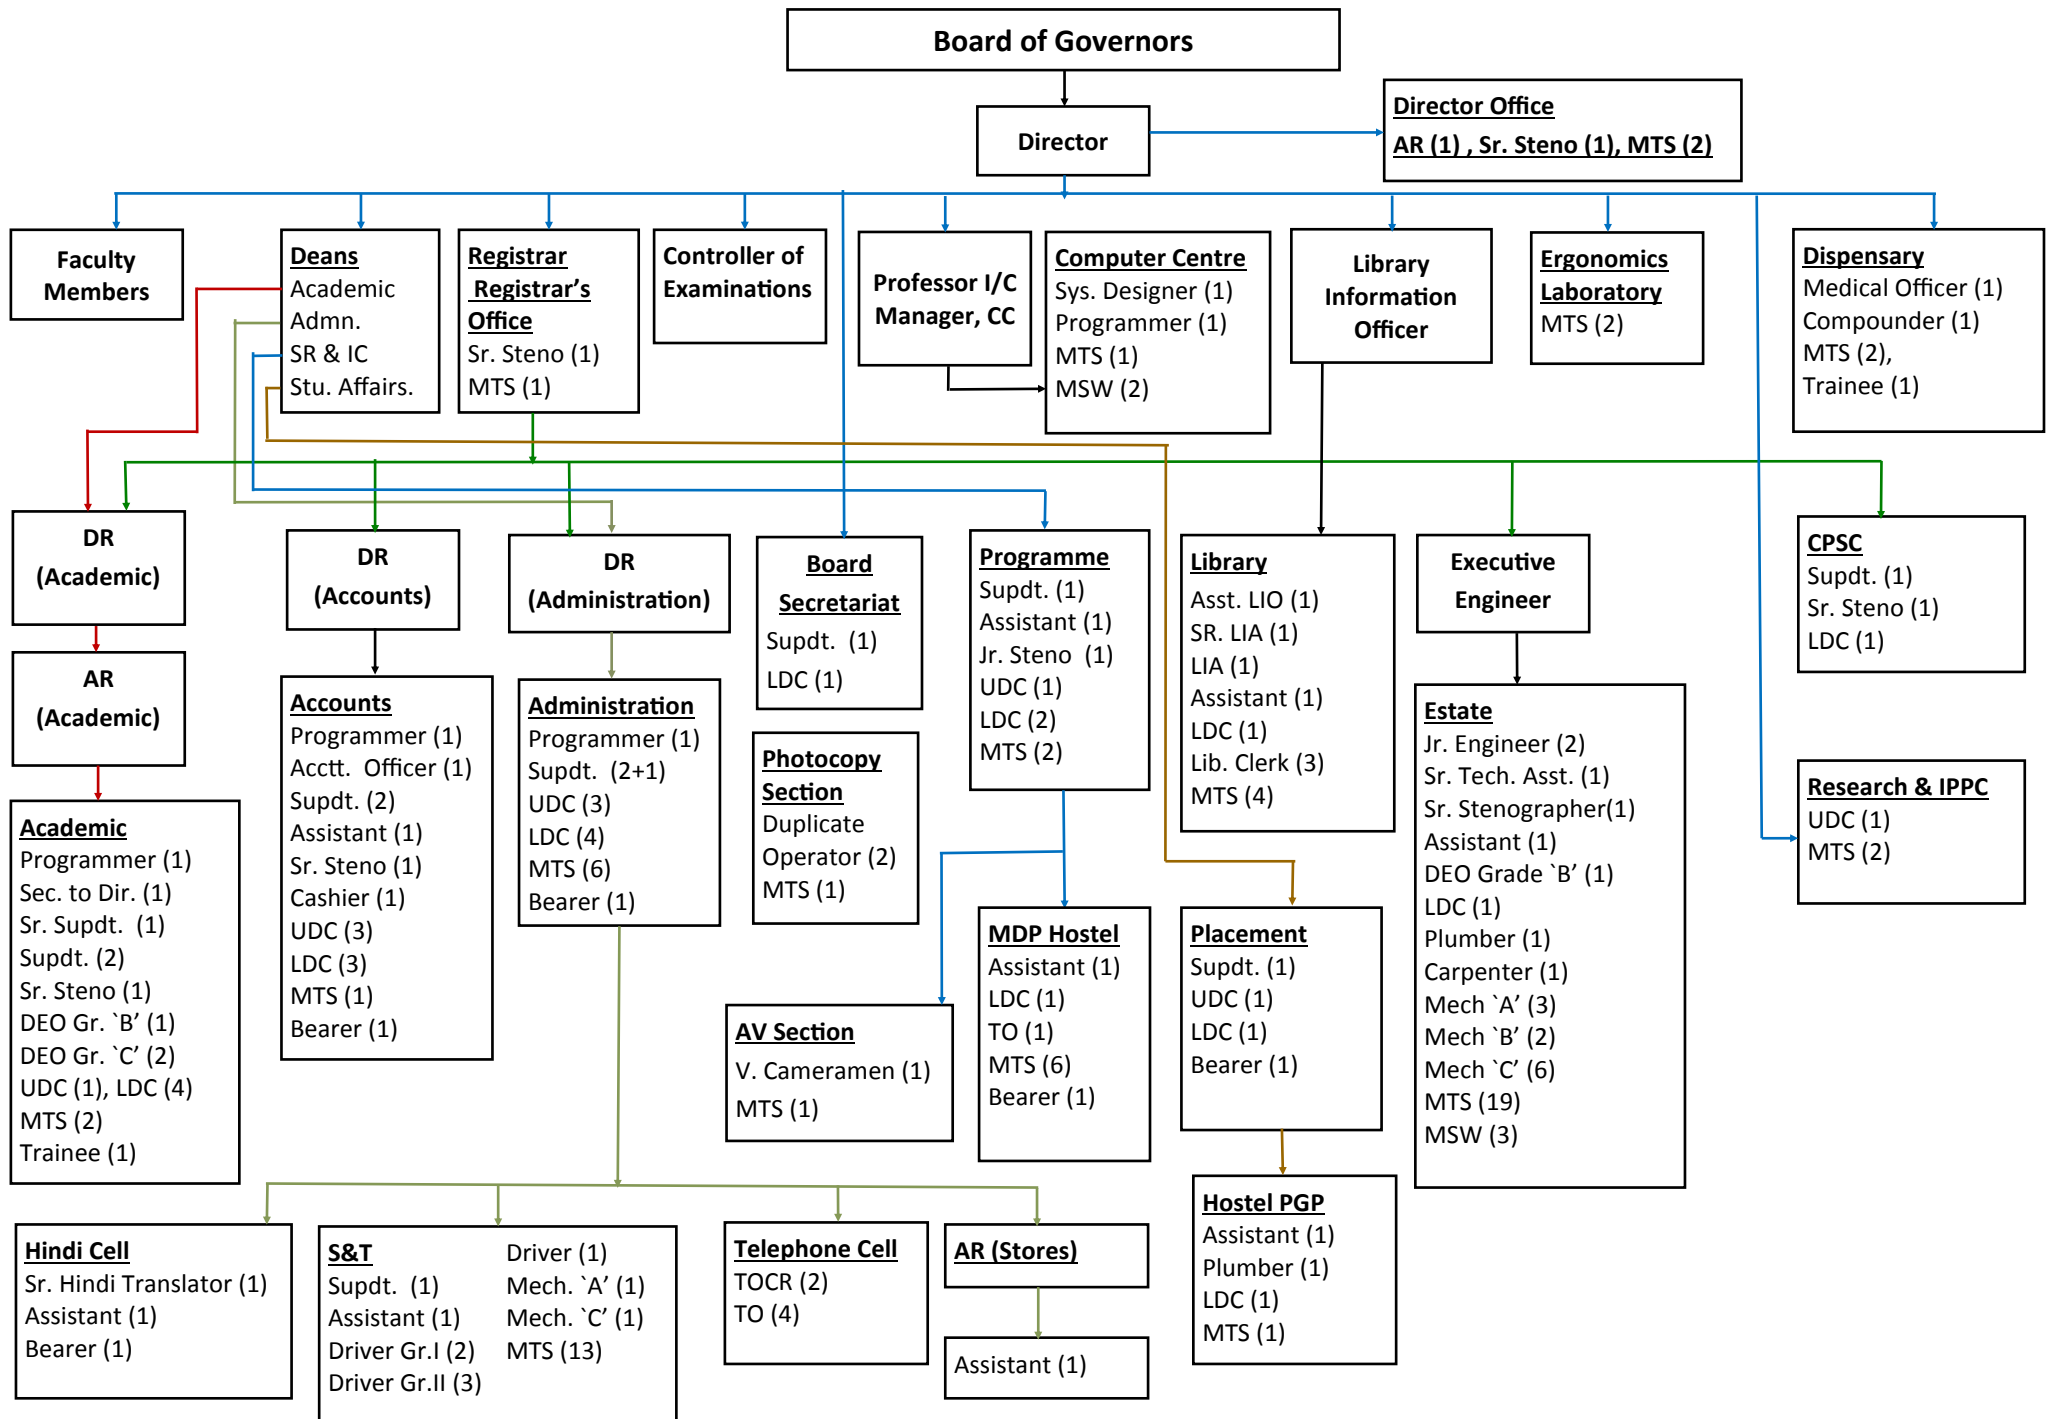 Board of Governors
Director
Director Office
AR (1) , Sr. Steno (1), MTS (2)
Faculty
Members
Deans
Academic
Admn.
SR & IC
Stu. Affairs.
Registrar
Registrar’s
Office
Sr. Steno (1)
MTS (1)
Controller of
Examinations
Professor I/C
Manager, CC
Computer Centre
Sys. Designer (1)
Programmer (1)
MTS (1)
MSW (2)
Library
Information
Officer
Ergonomics
Laboratory
MTS (2)
Dispensary
Medical Officer (1)
Compounder (1)
MTS (2),
Trainee (1)
DR
(Academic)
DR
(Accounts)
DR
(Administration)
Board
Secretariat
Supdt. (1)
LDC (1)
Programme
Supdt. (1)
Assistant (1)
Jr. Steno (1)
UDC (1)
LDC (2)
MTS (2)
Library
Asst. LIO (1)
SR. LIA (1)
LIA (1)
Assistant (1)
LDC (1)
Lib. Clerk (3)
MTS (4)
Executive
Engineer
CPSC
Supdt. (1)
Sr. Steno (1)
LDC (1)
AR
(Academic)
Accounts
Programmer (1)
Acctt. Officer (1)
Supdt. (2)
Assistant (1)
Sr. Steno (1)
Cashier (1)
UDC (3)
LDC (3)
MTS (1)
Bearer (1)
Administration
Programmer (1)
Supdt. (2+1)
UDC (3)
LDC (4)
MTS (6)
Bearer (1)
Photocopy
Section
Duplicate
Operator (2)
MTS (1)
Estate
Jr. Engineer (2)
Sr. Tech. Asst. (1)
Sr. Stenographer(1)
Assistant (1)
DEO Grade `B’ (1)
LDC (1)
Plumber (1)
Carpenter (1)
Mech `A’ (3)
Mech `B’ (2)
Mech `C’ (6)
MTS (19)
MSW (3)
Research & IPPC
UDC (1)
MTS (2)
Academic
Programmer (1)
Sec. to Dir. (1)
Sr. Supdt. (1)
Supdt. (2)
Sr. Steno (1)
DEO Gr. `B’ (1)
DEO Gr. `C’ (2)
UDC (1), LDC (4)
MTS (2)
Trainee (1)
AV Section
V. Cameramen (1)
MTS (1)
MDP Hostel
Assistant (1)
LDC (1)
TO (1)
MTS (6)
Bearer (1)
Placement
Supdt. (1)
UDC (1)
LDC (1)
Bearer (1)
Hostel PGP
Assistant (1)
Plumber (1)
LDC (1)
MTS (1)
Hindi Cell
Sr. Hindi Translator (1)
Assistant (1)
Bearer (1)
S&T
Supdt. (1)
Assistant (1)
Driver Gr.I (2)
Driver Gr.II (3)
Driver (1)
Mech. `A’ (1)
Mech. `C’ (1)
MTS (13)
Telephone Cell
TOCR (2)
TO (4)
AR (Stores)
Assistant (1)